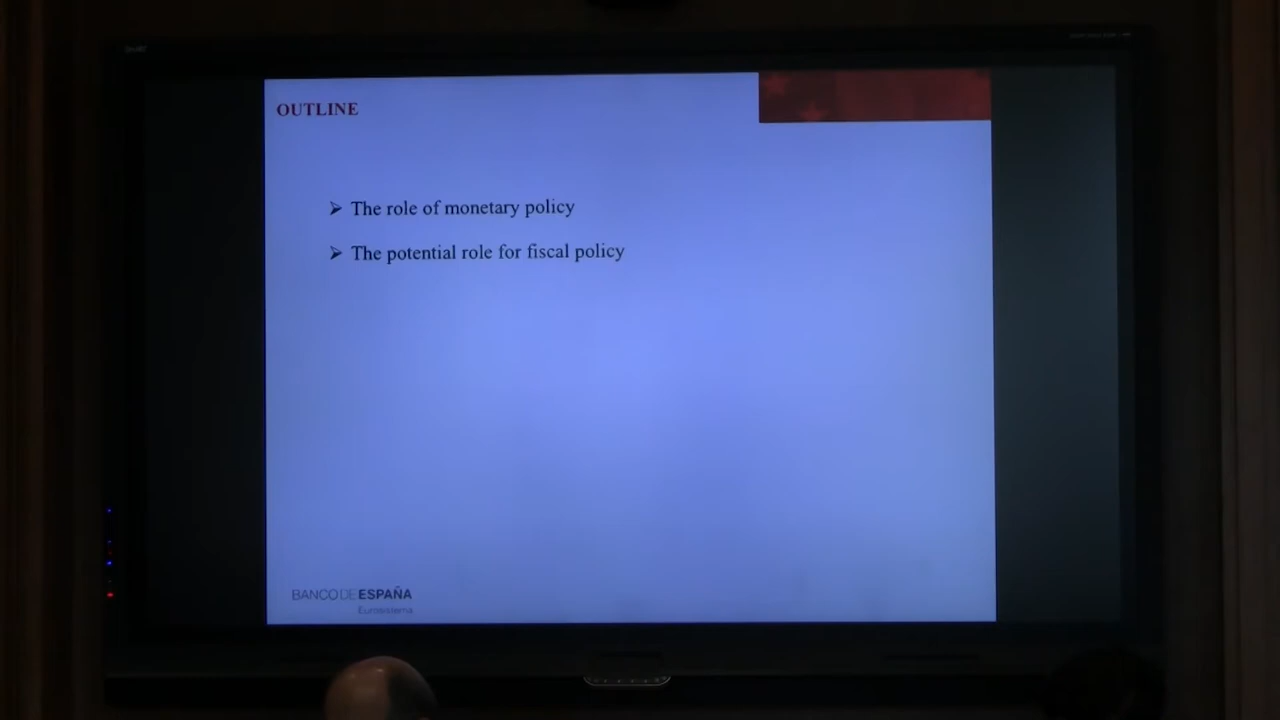 OUTLINE
➢ The role of monetary policy
➢ The potential role for fiscal policy
BANCO DE ESPAÑA
Eurosistema